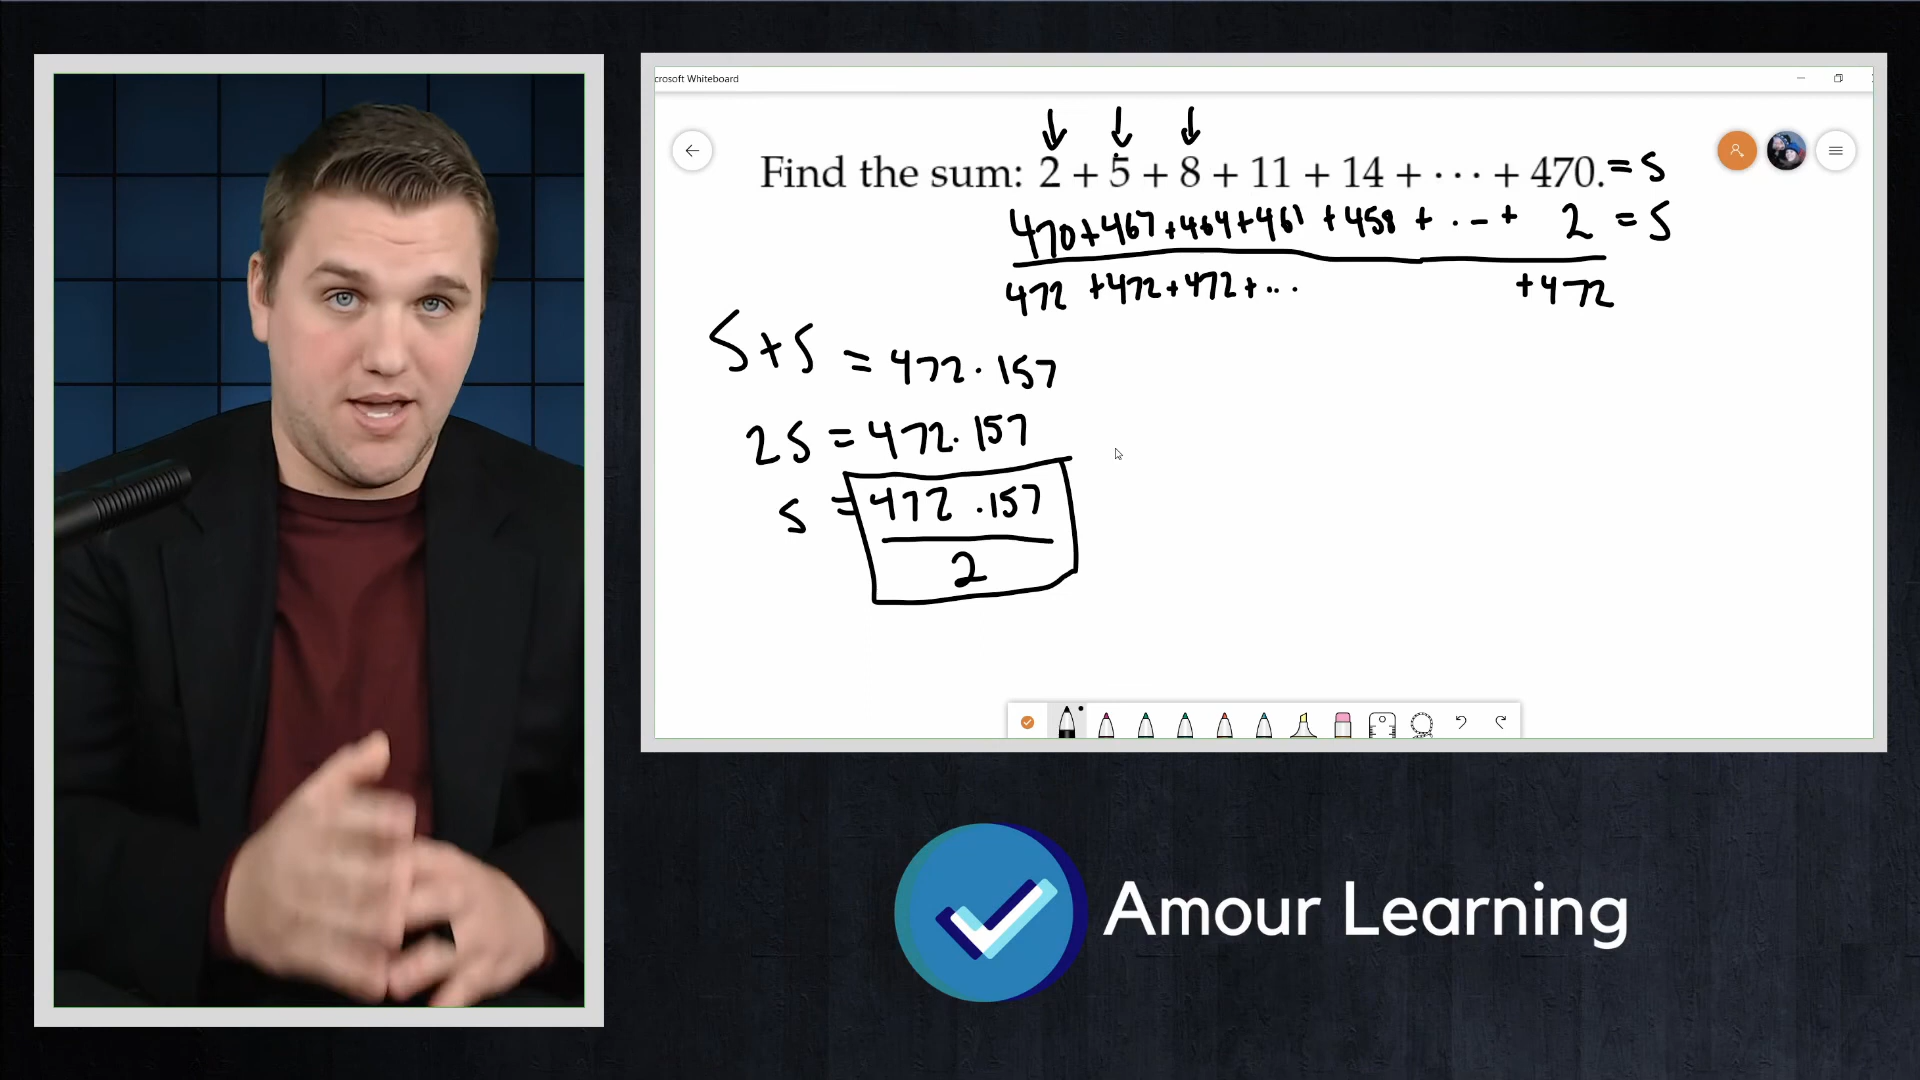 crosoft Whiteboard
Find the sum: 2 + 5 + 8 + 11 + 14 + · · · + 470. = S
470+467+464+461 +458 + ·-- + 2 = S
472 +472+472+... +472
S+S = 472·157
2S = 472·157
S = 472 ·157
2
Amour Learning